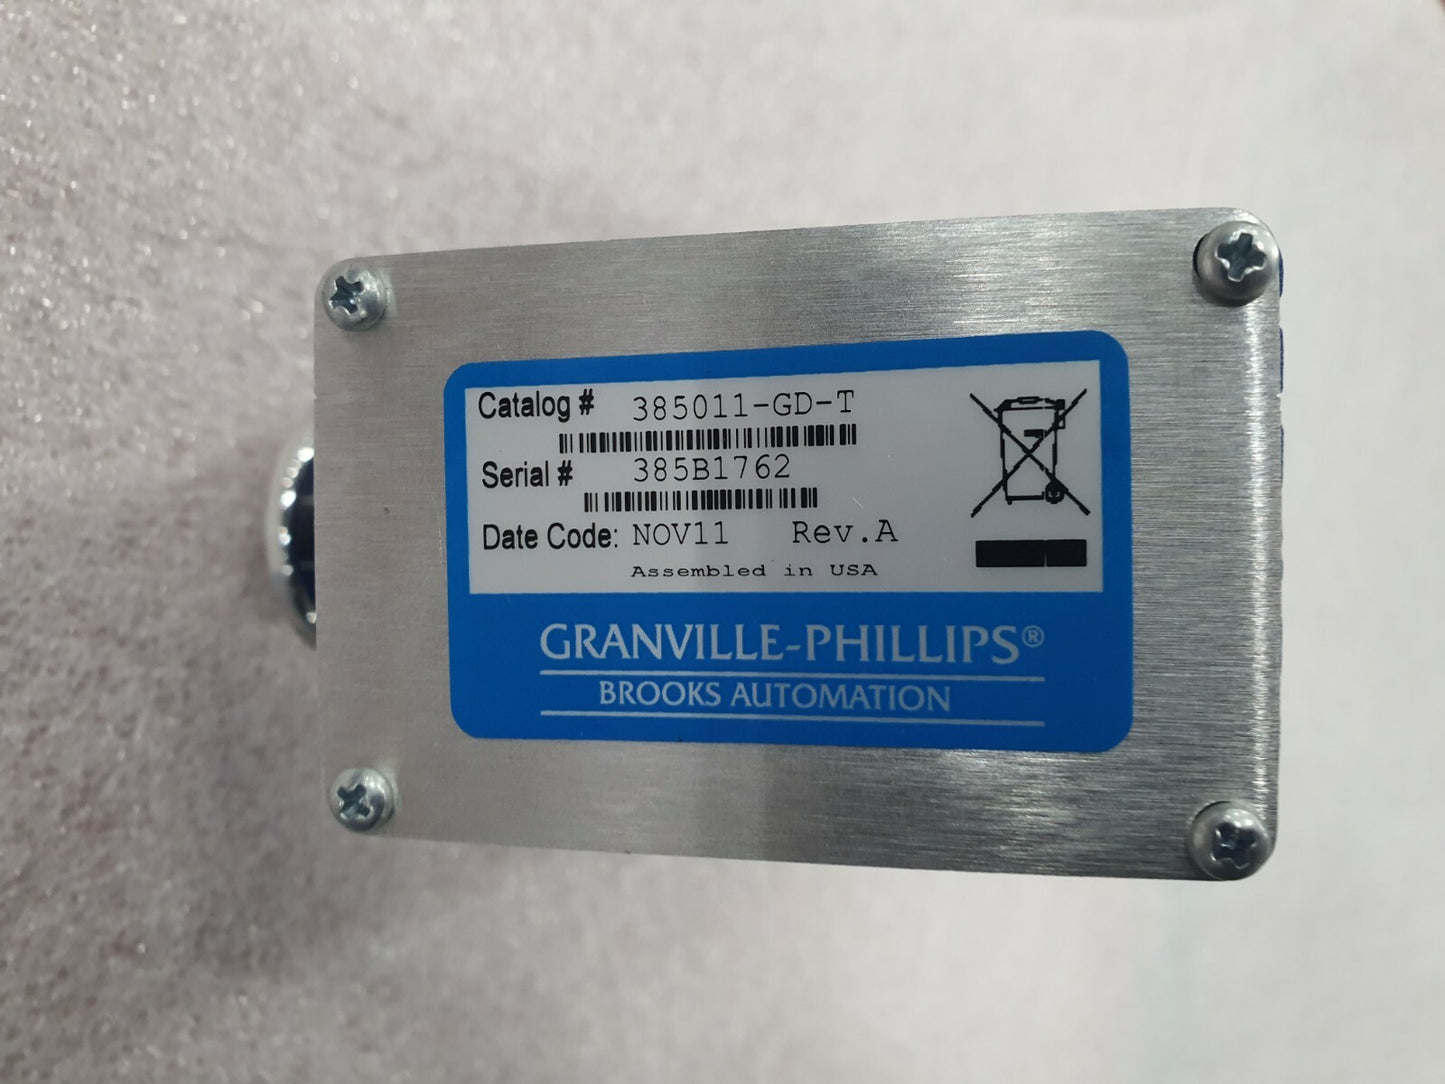 Catalog # 385011-GD-T
Serial # 385B1762
Date Code: NOV11 Rev.A
Assembled in USA
GRANVILLE-PHILLIPS®
BROOKS AUTOMATION